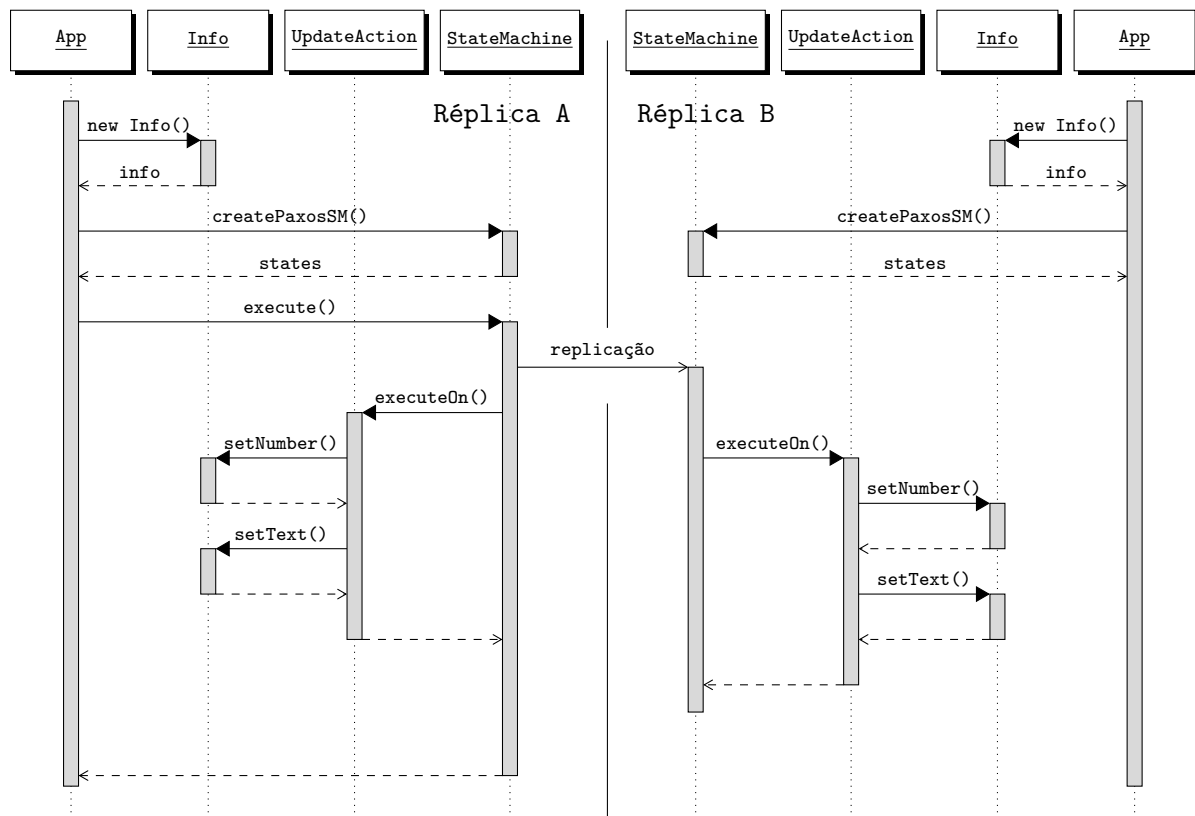 App Info UpdateAction StateMachine StateMachine UpdateAction Info App
Réplica A Réplica B
new Info() new Info()
info info
createPaxosSM() createPaxosSM()
states states
execute()
replicação
executeOn()
setNumber() executeOn()
setNumber()
setText()
setText()